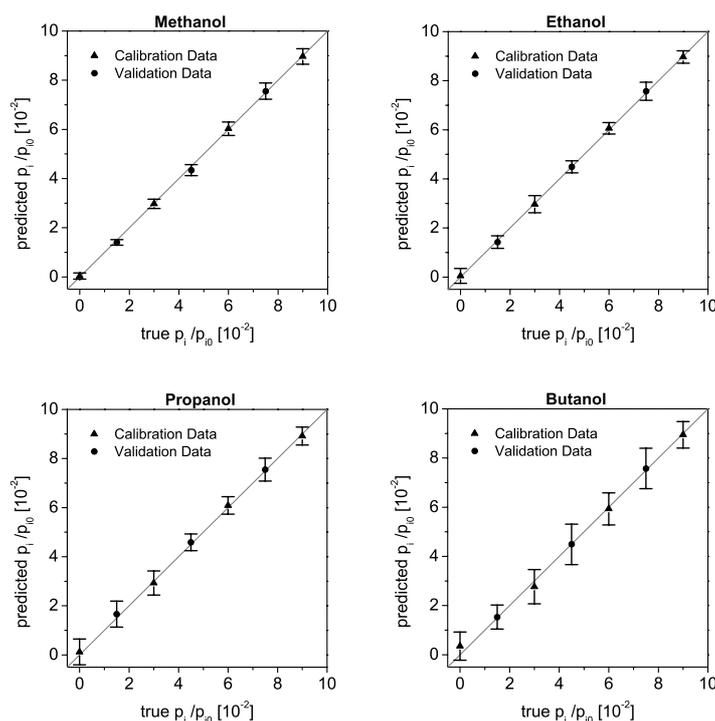 Methanol
10
8
6
4
2
0
Calibration Data
Validation Data
predicted p_i /p_i0 [10^-2]
0 2 4 6 8 10
true p_i /p_i0 [10^-2]
Ethanol
10
8
6
4
2
0
Calibration Data
Validation Data
predicted p_i /p_i0 [10^-2]
0 2 4 6 8 10
true p_i /p_i0 [10^-2]
Propanol
10
8
6
4
2
0
Calibration Data
Validation Data
predicted p_i /p_i0 [10^-2]
0 2 4 6 8 10
true p_i /p_i0 [10^-2]
Butanol
10
8
6
4
2
0
Calibration Data
Validation Data
predicted p_i /p_i0 [10^-2]
0 2 4 6 8 10
true p_i /p_i0 [10^-2]